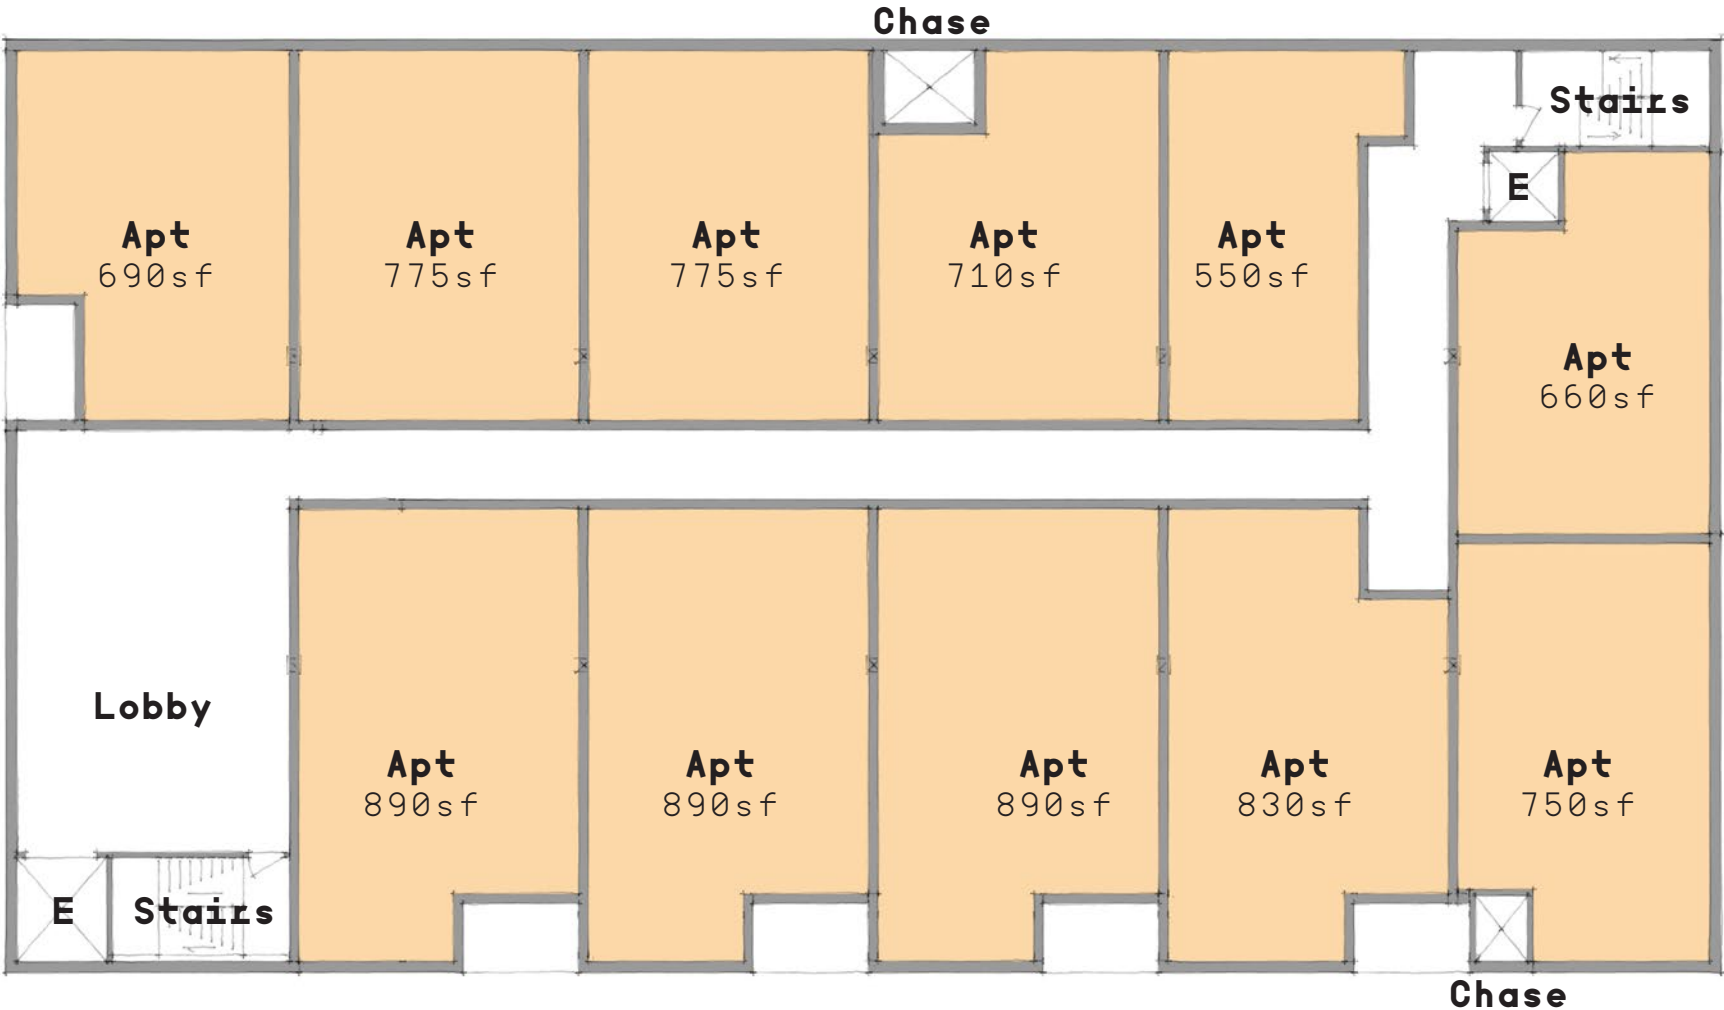 Chase
Stairs
E
Apt
690sf
Apt
775sf
Apt
775sf
Apt
710sf
Apt
550sf
Apt
660sf
Lobby
Apt
890sf
Apt
890sf
Apt
890sf
Apt
830sf
Apt
750sf
E
Stairs
Chase